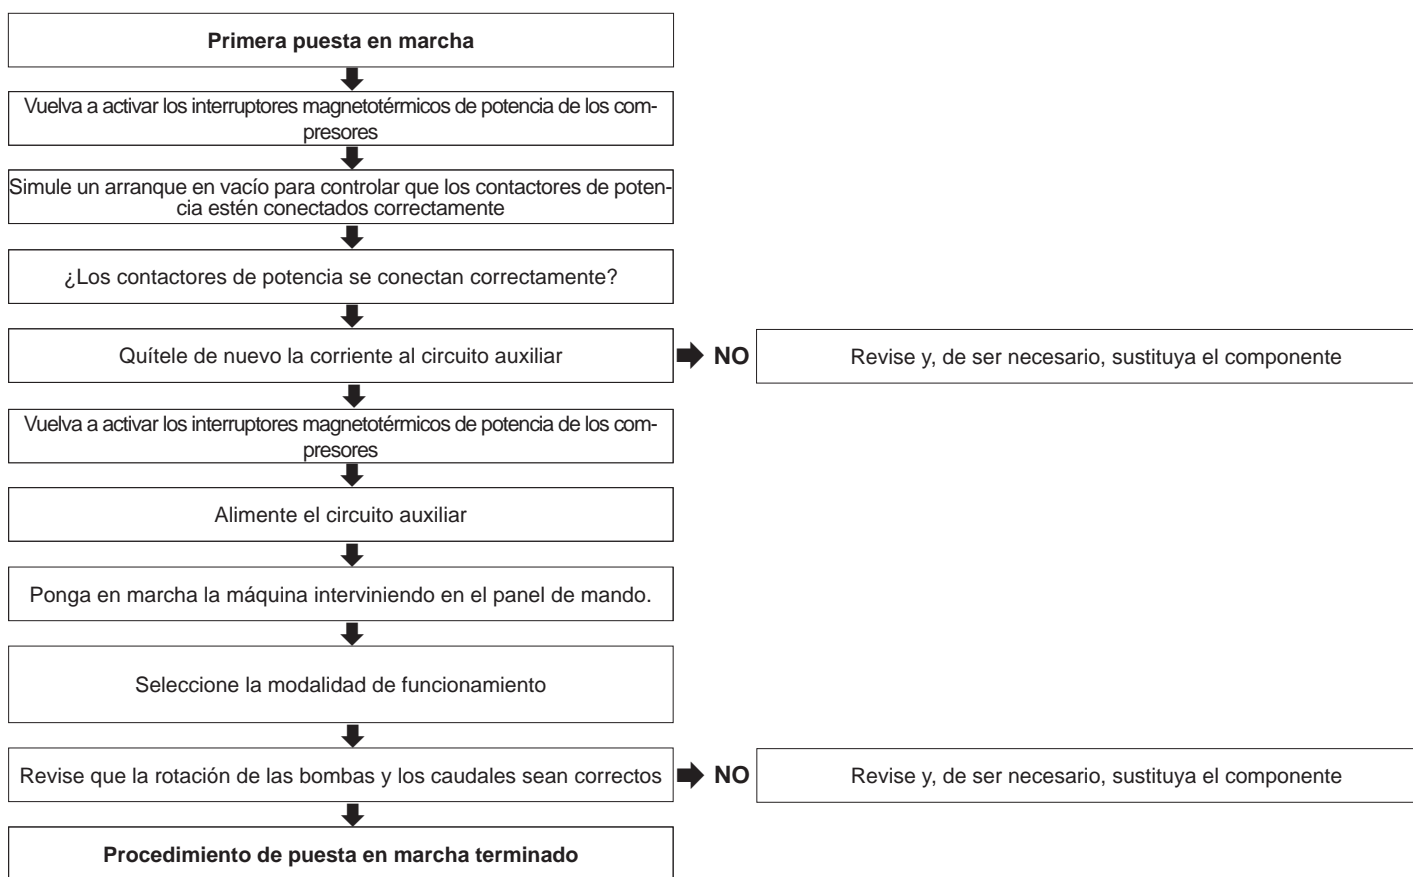 Primera puesta en marcha
Vuelva a activar los interruptores magnetotérmicos de potencia de los com-
presores
Simule un arranque en vacío para controlar que los contactores de poten-
cia estén conectados correctamente
¿Los contactores de potencia se conectan correctamente?
Quítele de nuevo la corriente al circuito auxiliar
NO
Revise y, de ser necesario, sustituya el componente
Vuelva a activar los interruptores magnetotérmicos de potencia de los com-
presores
Alimente el circuito auxiliar
Ponga en marcha la máquina interviniendo en el panel de mando.
Seleccione la modalidad de funcionamiento
Revise que la rotación de las bombas y los caudales sean correctos
NO
Revise y, de ser necesario, sustituya el componente
Procedimiento de puesta en marcha terminado